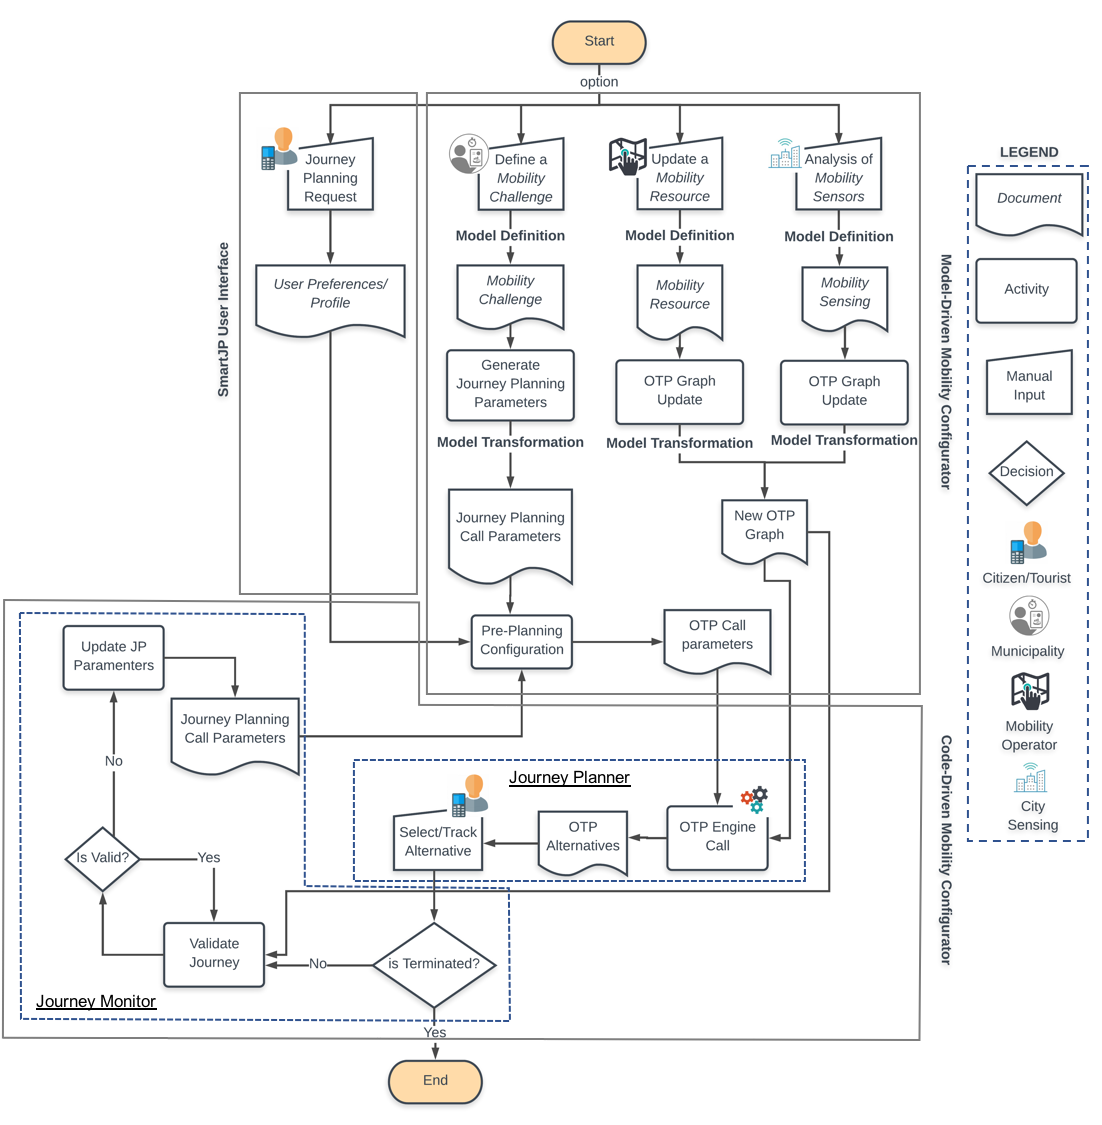 Start
option
Journey
Planning
Request
Define a
Mobility
Challenge
Update a
Mobility
Resource
Analysis of
Mobility
Sensors
Model Definition
Model Definition
Model Definition
User Preferences/
Profile
Mobility
Challenge
Mobility
Resource
Mobility
Sensing
Generate
Journey Planning
Parameters
OTP Graph
Update
OTP Graph
Update
Model Transformation
Model Transformation
Model Transformation
SmartJP User Interface
Journey Planning
Call Parameters
New OTP
Graph
Pre-Planning
Configuration
OTP Call
parameters
Model-Driven Mobility Configurator
Update JP
Paramenters
Journey Planning
Call Parameters
No
Is Valid?
Yes
Validate
Journey
Journey Monitor
Journey Planner
Select/Track
Alternative
OTP
Alternatives
OTP Engine
Call
No
is Terminated?
Yes
End
Code-Driven Mobility Configurator
LEGEND
Document
Activity
Manual
Input
Decision
Citizen/Tourist
Municipality
Mobility
Operator
City
Sensing